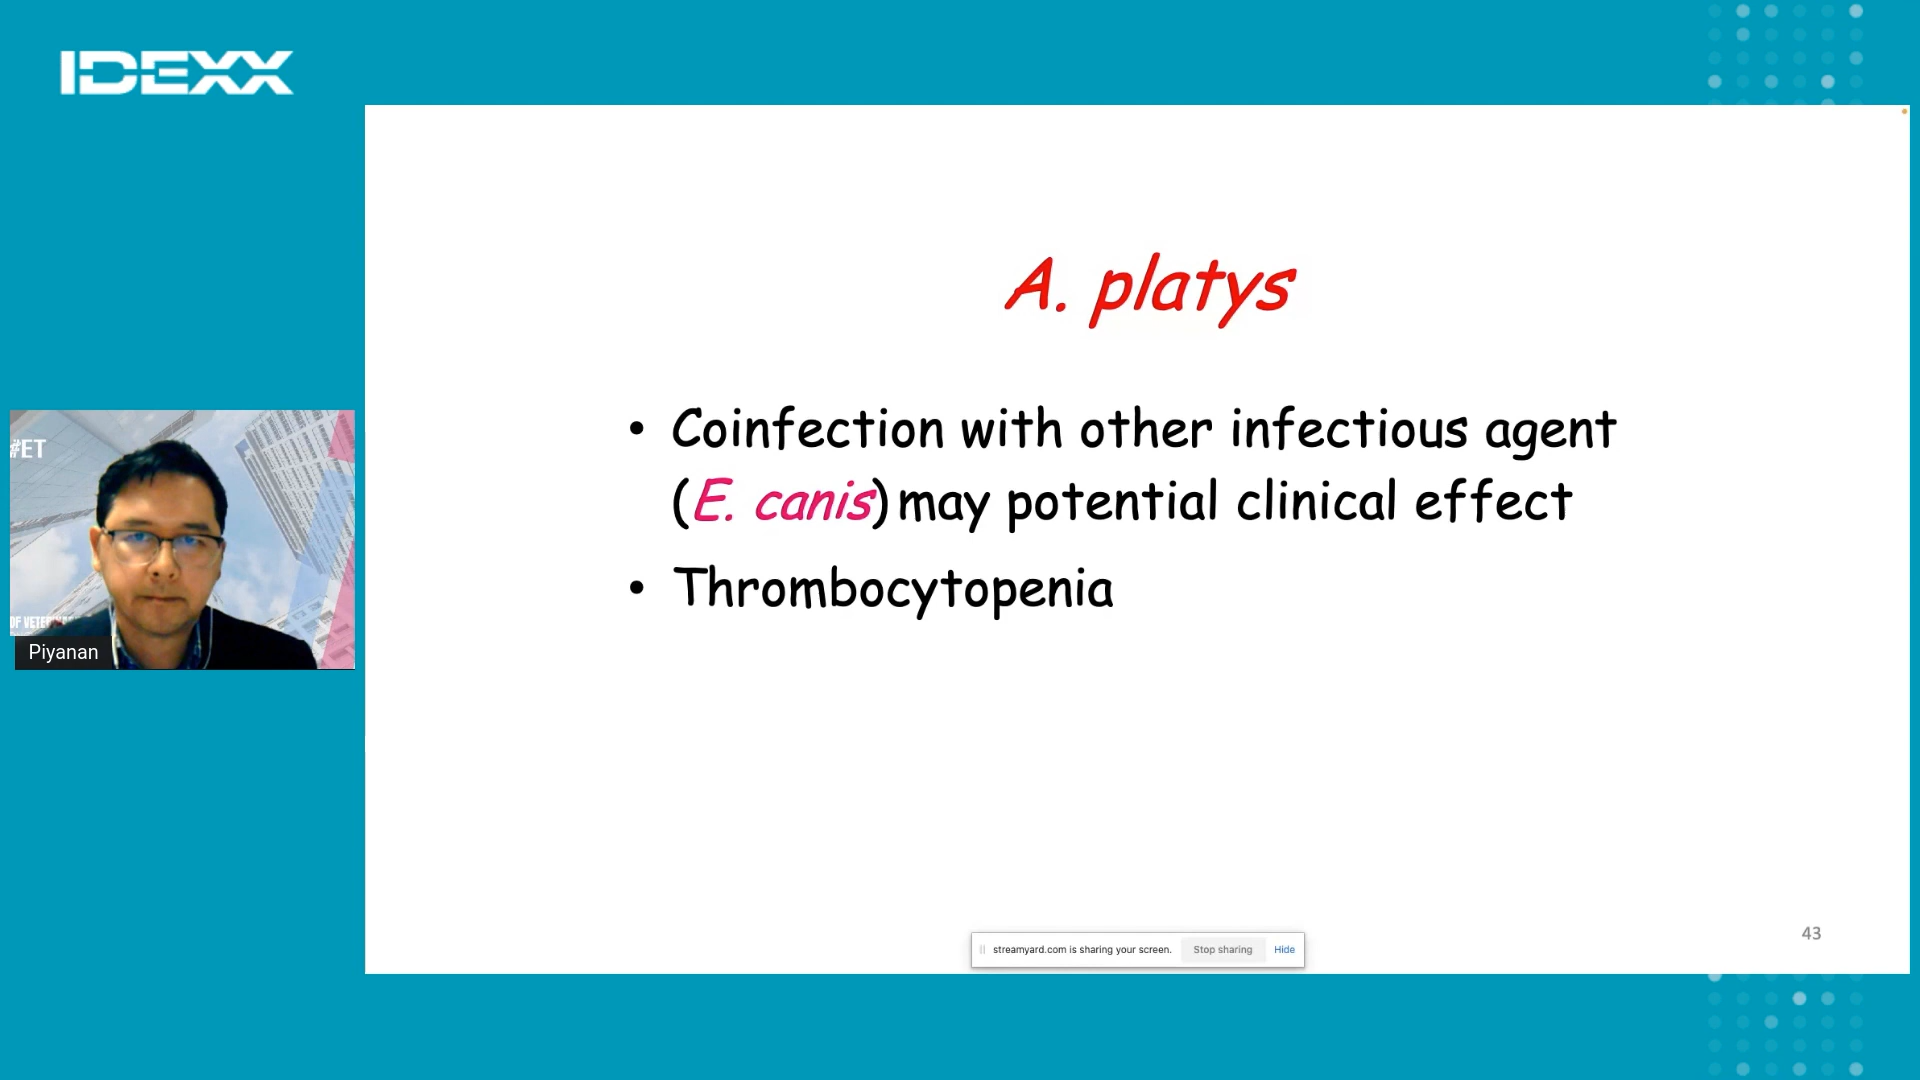 IDEXX
A. platys
• Coinfection with other infectious agent
(E. canis) may potential clinical effect
• Thrombocytopenia
#ET
Piyanan
streamyard.com is sharing your screen. Stop sharing Hide
43